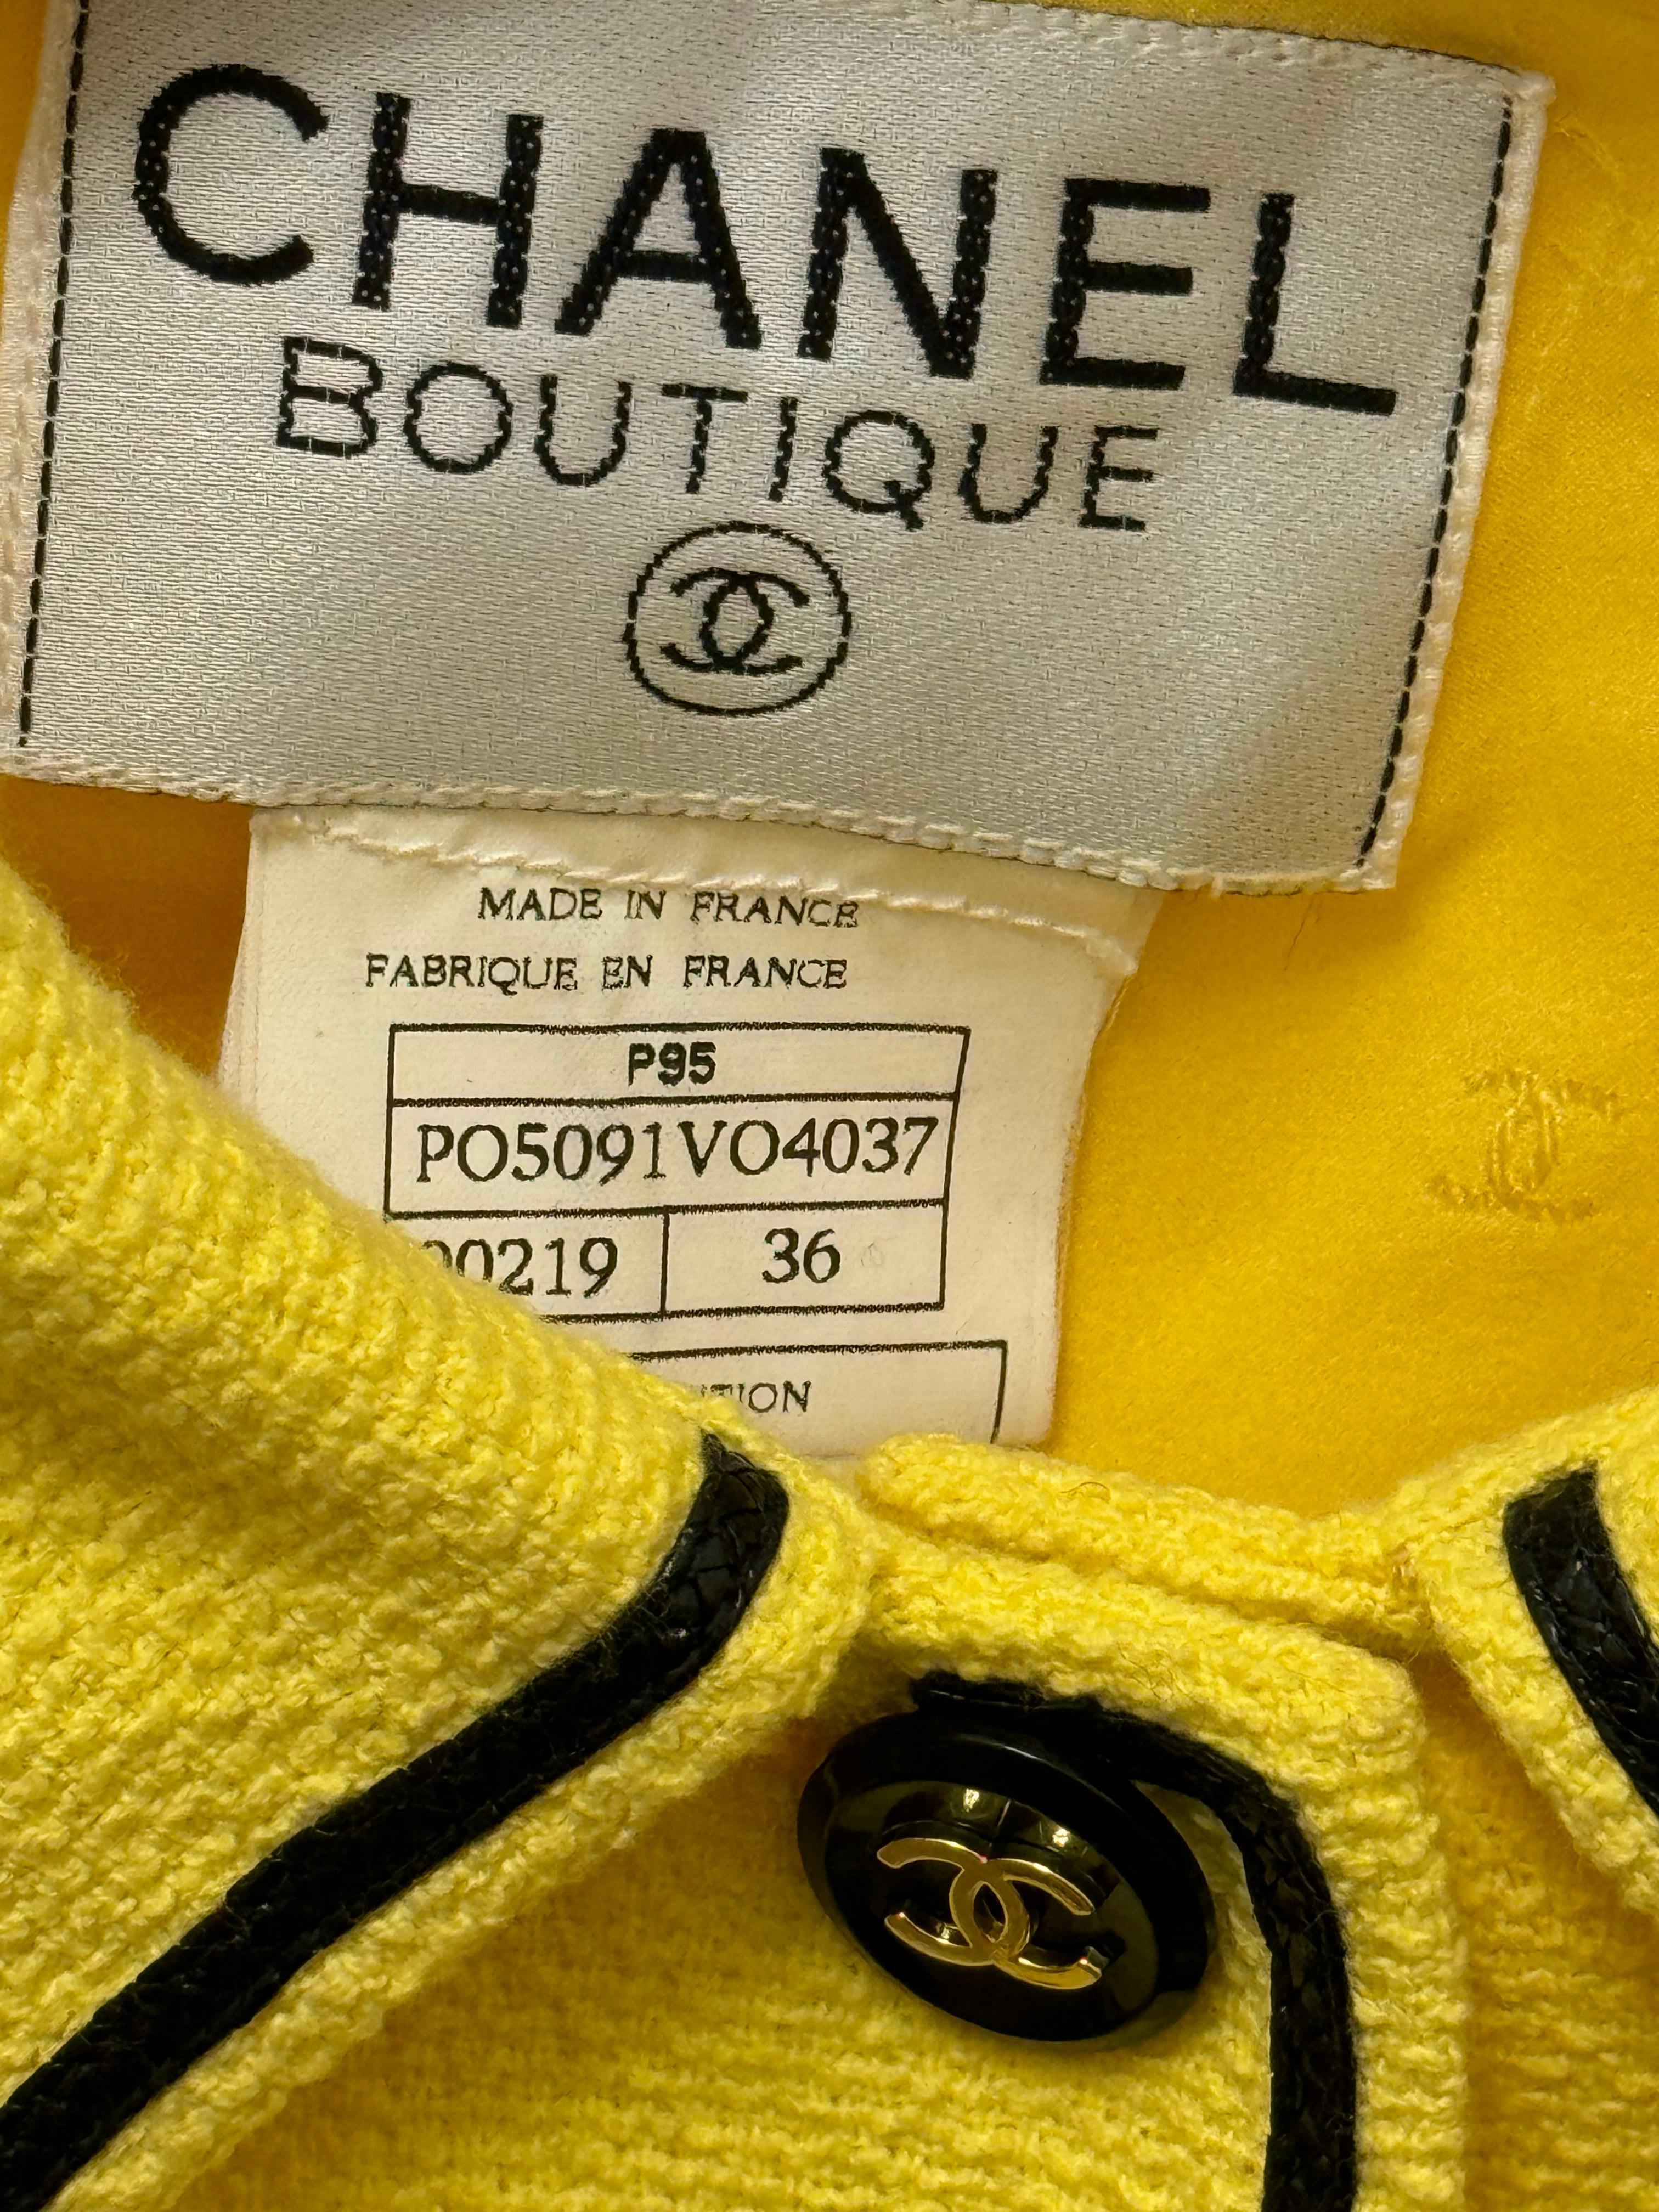 CHANEL
BOUTIQUE
MADE IN FRANCE
FABRIQUE EN FRANCE
P95
PO5091VO4037
36